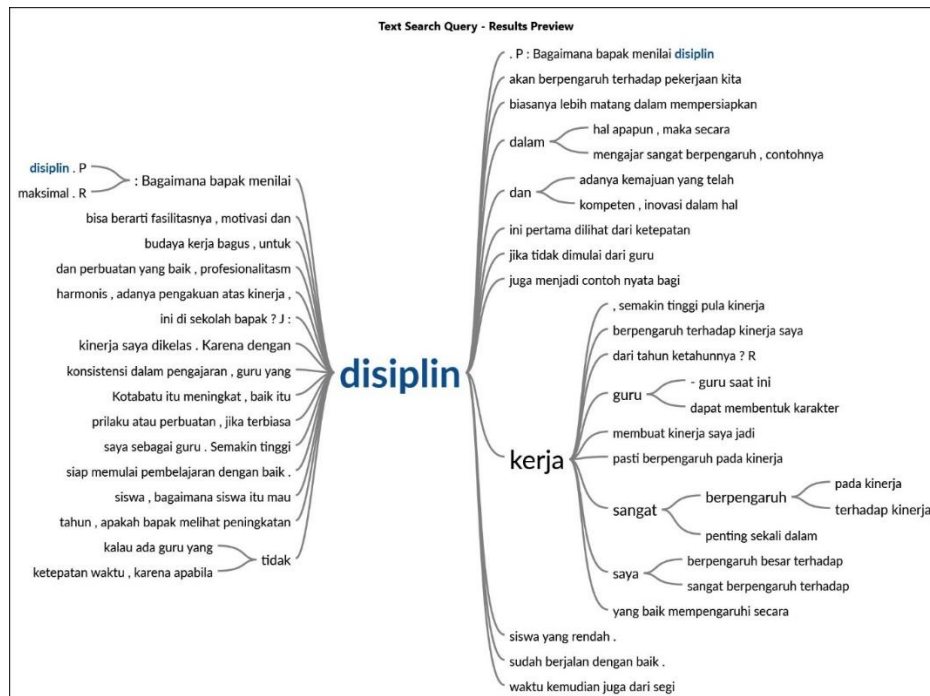 Text Search Query - Results Preview
disiplin . P
maksimal . R
: Bagaimana bapak menilai
bisa berarti fasilitasnya , motivasi dan
budaya kerja bagus , untuk
dan perbuatan yang baik , profesionalitasm
harmonis , adanya pengakuan atas kinerja ,
ini di sekolah bapak ? J :
kinerja saya dikelas . Karena dengan
konsistensi dalam pengajaran , guru yang
Kotabatu itu meningkat , baik itu
prilaku atau perbuatan , jika terbiasa
saya sebagai guru . Semakin tinggi
siap memulai pembelajaran dengan baik .
siswa , bagaimana siswa itu mau
tahun , apakah bapak melihat peningkatan
kalau ada guru yang
ketepatan waktu , karena apabila
tidak
disiplin
. P : Bagaimana bapak menilai disiplin
akan berpengaruh terhadap pekerjaan kita
biasanya lebih matang dalam mempersiapkan
dalam
hal apapun , maka secara
mengajar sangat berpengaruh , contohnya
dan
adanya kemajuan yang telah
kompeten , inovasi dalam hal
ini pertama dilihat dari ketepatan
jika tidak dimulai dari guru
juga menjadi contoh nyata bagi
kerja
, semakin tinggi pula kinerja
berpengaruh terhadap kinerja saya
dari tahun ketahunnya ? R
guru
- guru saat ini
dapat membentuk karakter
membuat kinerja saya jadi
pasti berpengaruh pada kinerja
sangat
berpengaruh
pada kinerja
terhadap kinerja
penting sekali dalam
saya
berpengaruh besar terhadap
sangat berpengaruh terhadap
yang baik mempengaruhi secara
siswa yang rendah .
sudah berjalan dengan baik .
waktu kemudian juga dari segi